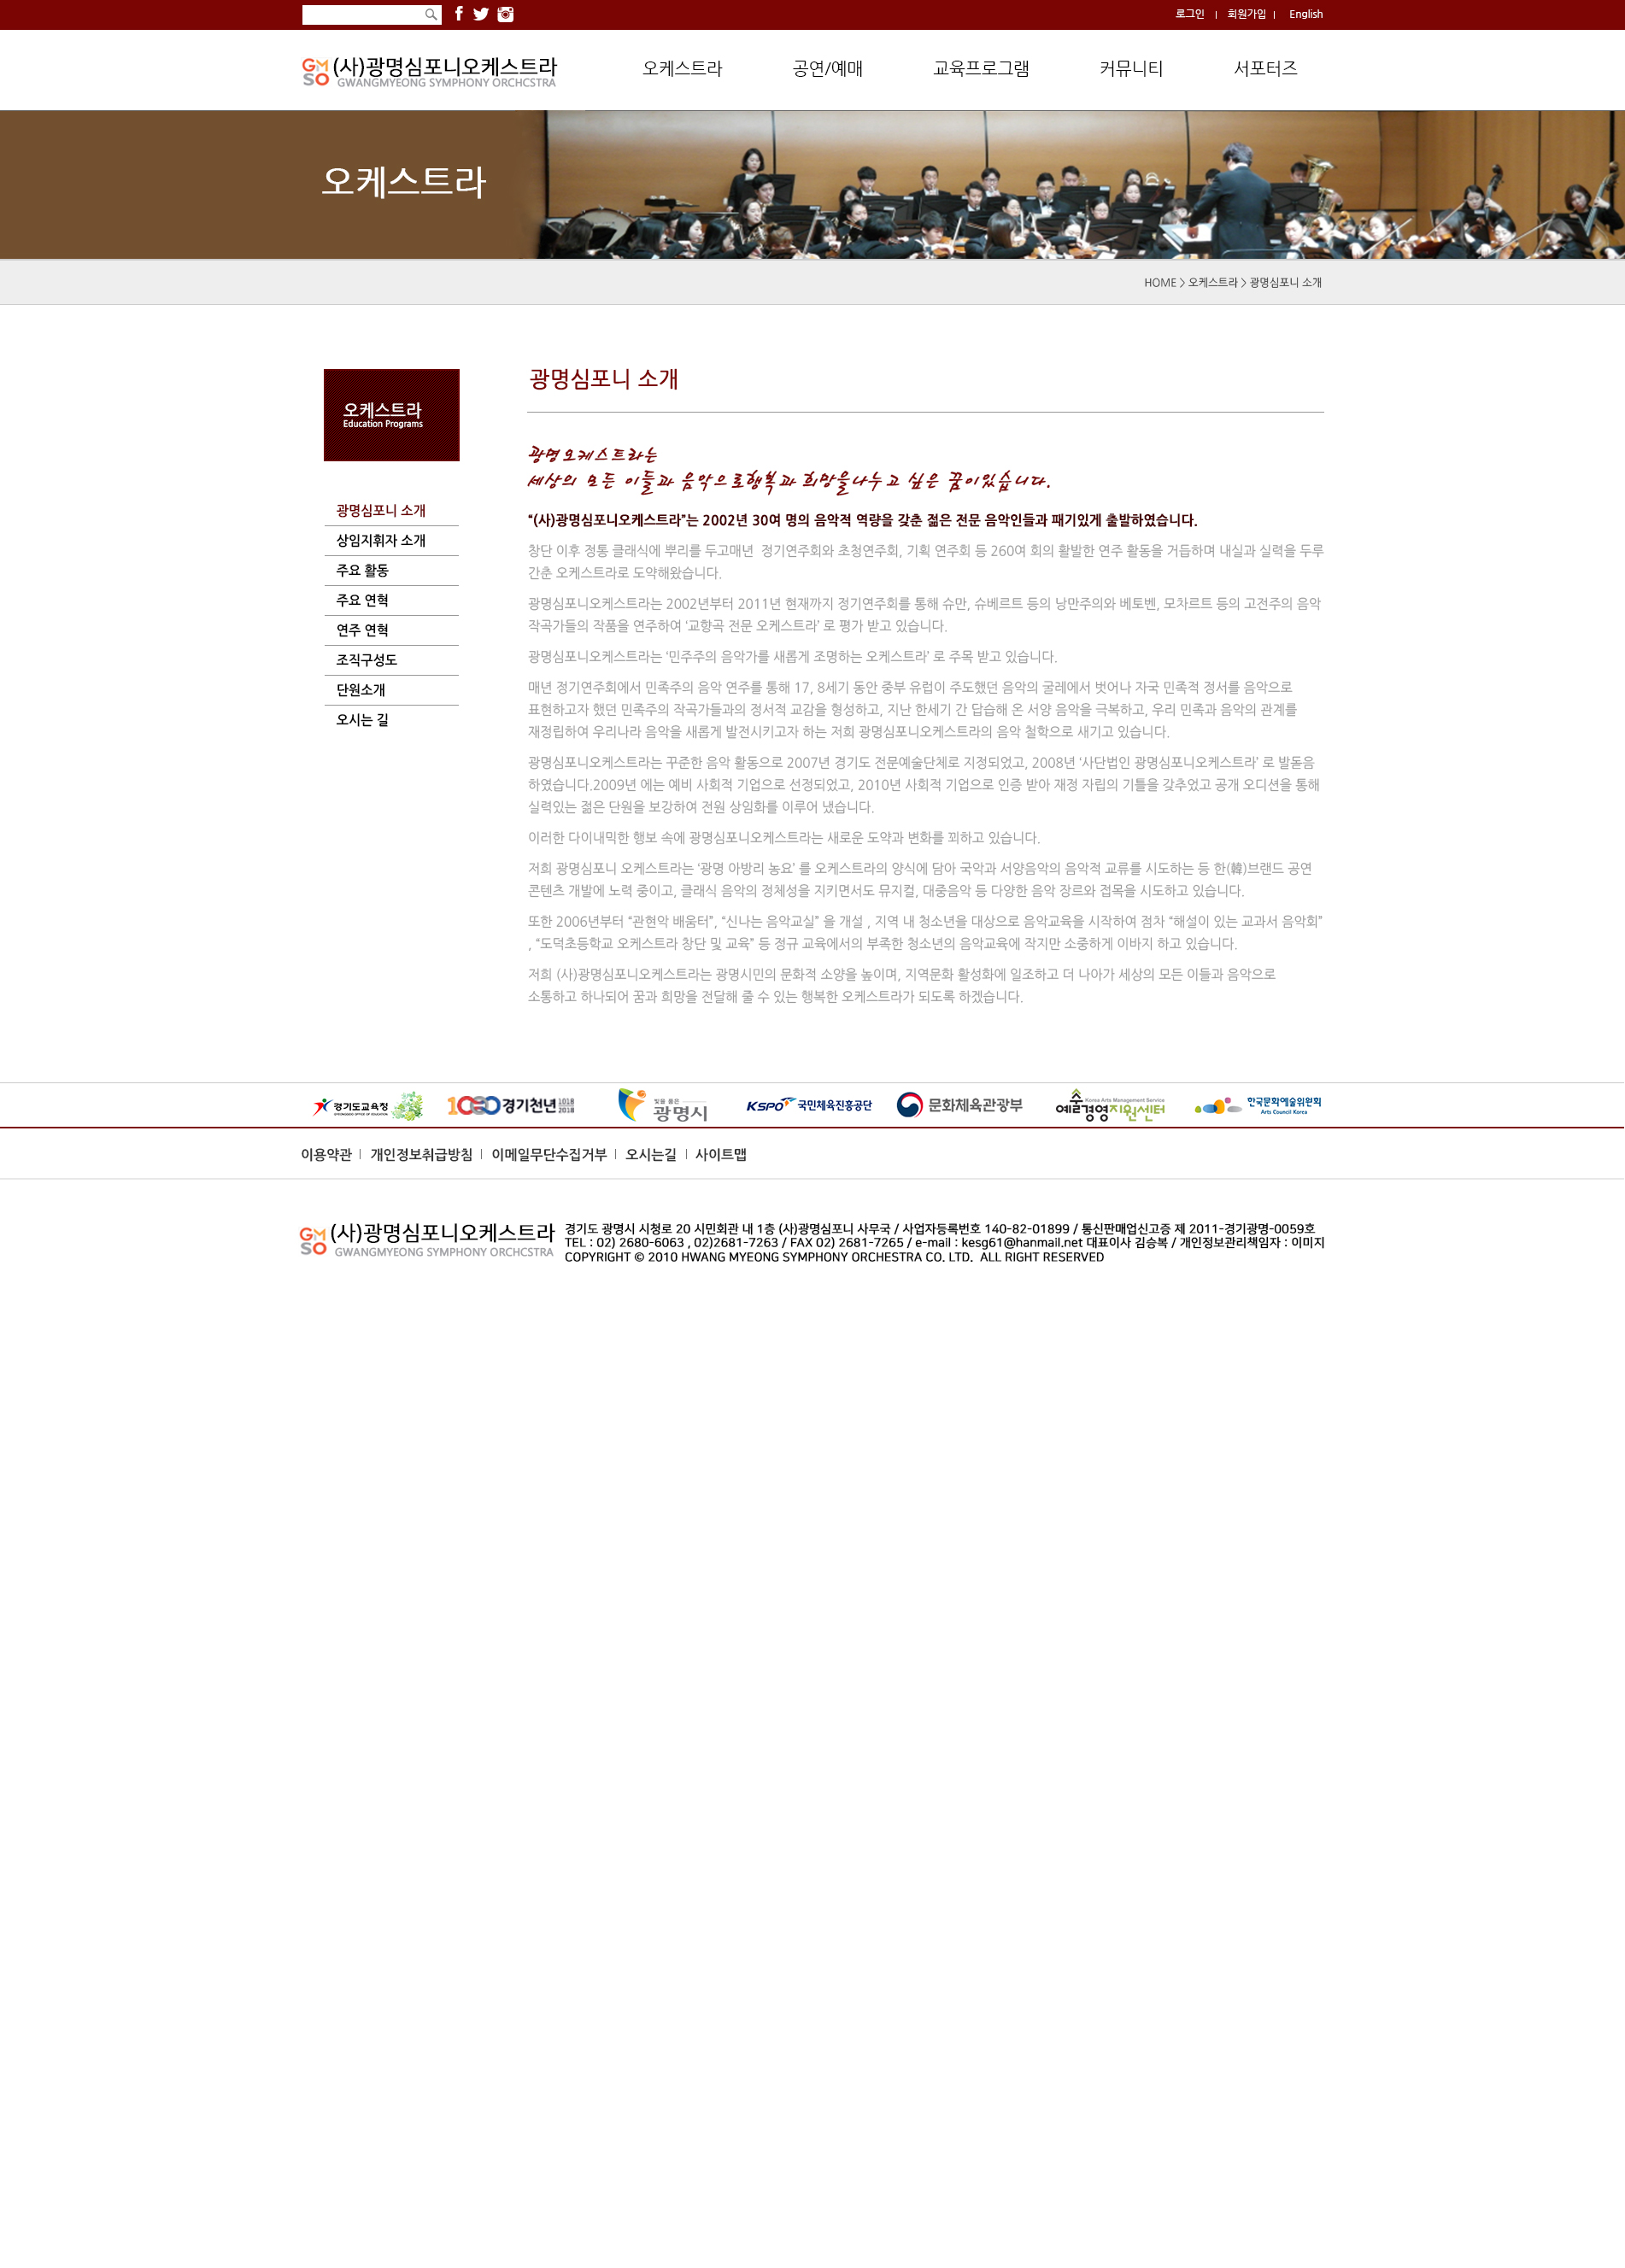 로그인 | 회원가입 | English
GMSO (사)광명심포니오케스트라
GWANGMYEONG SYMPHONY ORCHCSTRA
오케스트라 공연/예매 교육프로그램 커뮤니티 서포터즈
오케스트라
HOME > 오케스트라 > 광명심포니 소개
오케스트라
Education Programs
광명심포니 소개
상임지휘자 소개
주요 활동
주요 연혁
연주 연혁
조직구성도
단원소개
오시는 길
광명심포니 소개
광명오케스트라는
세상의 모든 이들과 음악으로행복과 희망을나누고 싶은 꿈이있습니다.
“(사)광명심포니오케스트라”는 2002년 30여 명의 음악적 역량을 갖춘 젊은 전문 음악인들과 패기있게 출발하였습니다.
창단 이후 정통 클래식에 뿌리를 두고매년 정기연주회와 초청연주회, 기획 연주회 등 260여 회의 활발한 연주 활동을 거듭하며 내실과 실력을 두루
갖춘 오케스트라로 도약해왔습니다.
광명심포니오케스트라는 2002년부터 2011년 현재까지 정기연주회를 통해 슈만, 슈베르트 등의 낭만주의와 베토벤, 모차르트 등의 고전주의 음악
작곡가들의 작품을 연주하여 ‘교향곡 전문 오케스트라’ 로 평가 받고 있습니다.
광명심포니오케스트라는 ‘민주주의 음악가를 새롭게 조명하는 오케스트라’ 로 주목 받고 있습니다.
매년 정기연주회에서 민족주의 음악 연주를 통해 17, 8세기 동안 중부 유럽이 주도했던 음악의 굴레에서 벗어나 자국 민족적 정서를 음악으로
표현하고자 했던 민족주의 작곡가들과의 정서적 교감을 형성하고, 지난 한세기 간 답습해 온 서양 음악을 극복하고, 우리 민족과 음악의 관계를
재정립하여 우리나라 음악을 새롭게 발전시키고자 하는 저희 광명심포니오케스트라의 음악 철학으로 새기고 있습니다.
광명심포니오케스트라는 꾸준한 음악 활동으로 2007년 경기도 전문예술단체로 지정되었고, 2008년 ‘사단법인 광명심포니오케스트라’ 로 발돋음
하였습니다.2009년 에는 예비 사회적 기업으로 선정되었고, 2010년 사회적 기업으로 인증 받아 재정 자립의 기틀을 갖추었고 공개 오디션을 통해
실력있는 젊은 단원을 보강하여 전원 상임화를 이루어 냈습니다.
이러한 다이내믹한 행보 속에 광명심포니오케스트라는 새로운 도약과 변화를 꾀하고 있습니다.
저희 광명심포니 오케스트라는 ‘광명 아방리 농요’ 를 오케스트라의 양식에 담아 국악과 서양음악의 음악적 교류를 시도하는 등 한(韓)브랜드 공연
콘텐츠 개발에 노력 중이고, 클래식 음악의 정체성을 지키면서도 뮤지컬, 대중음악 등 다양한 음악 장르와 접목을 시도하고 있습니다.
또한 2006년부터 “관현악 배움터”, “신나는 음악교실” 을 개설 , 지역 내 청소년을 대상으로 음악교육을 시작하여 점차 “해설이 있는 교과서 음악회”
, “도덕초등학교 오케스트라 창단 및 교육” 등 정규 교육에서의 부족한 청소년의 음악교육에 작지만 소중하게 이바지 하고 있습니다.
저희 (사)광명심포니오케스트라는 광명시민의 문화적 소양을 높이며, 지역문화 활성화에 일조하고 더 나아가 세상의 모든 이들과 음악으로
소통하고 하나되어 꿈과 희망을 전달해 줄 수 있는 행복한 오케스트라가 되도록 하겠습니다.
경기도교육청 경기천년 1018 2018 빛을 품은 광명시 KSPO 국민체육진흥공단 문화체육관광부 Korea Arts Management Service 예술경영지원센터 한국문화예술위원회 Arts Council Korea
이용약관 | 개인정보취급방침 | 이메일무단수집거부 | 오시는길 | 사이트맵
GMSO (사)광명심포니오케스트라
GWANGMYEONG SYMPHONY ORCHCSTRA
경기도 광명시 시청로 20 시민회관 내 1층 (사)광명심포니 사무국 / 사업자등록번호 140-82-01899 / 통신판매업신고증 제 2011-경기광명-0059호
TEL : 02) 2680-6063 , 02)2681-7263 / FAX 02) 2681-7265 / e-mail : kesg61@hanmail.net 대표이사 김승복 / 개인정보관리책임자 : 이미지
COPYRIGHT © 2010 HWANG MYEONG SYMPHONY ORCHESTRA CO. LTD. ALL RIGHT RESERVED